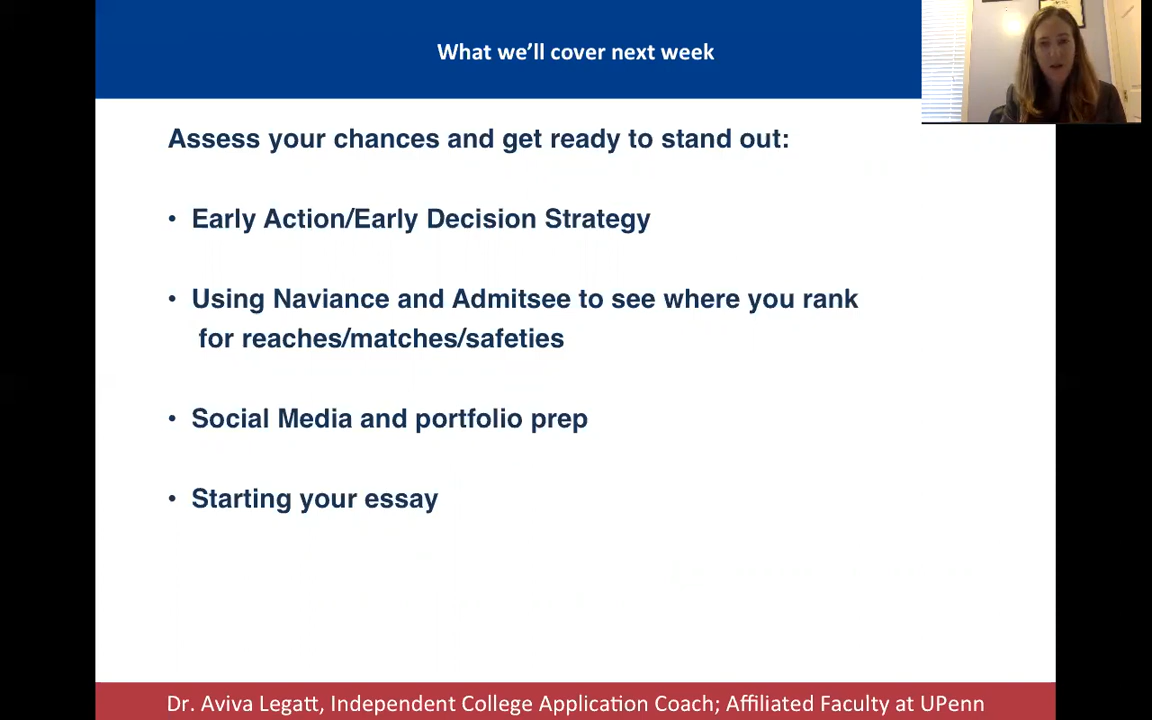 What we’ll cover next week
Assess your chances and get ready to stand out:
• Early Action/Early Decision Strategy
• Using Naviance and Admitsee to see where you rank
for reaches/matches/safeties
• Social Media and portfolio prep
• Starting your essay
Dr. Aviva Legatt, Independent College Application Coach; Affiliated Faculty at UPenn